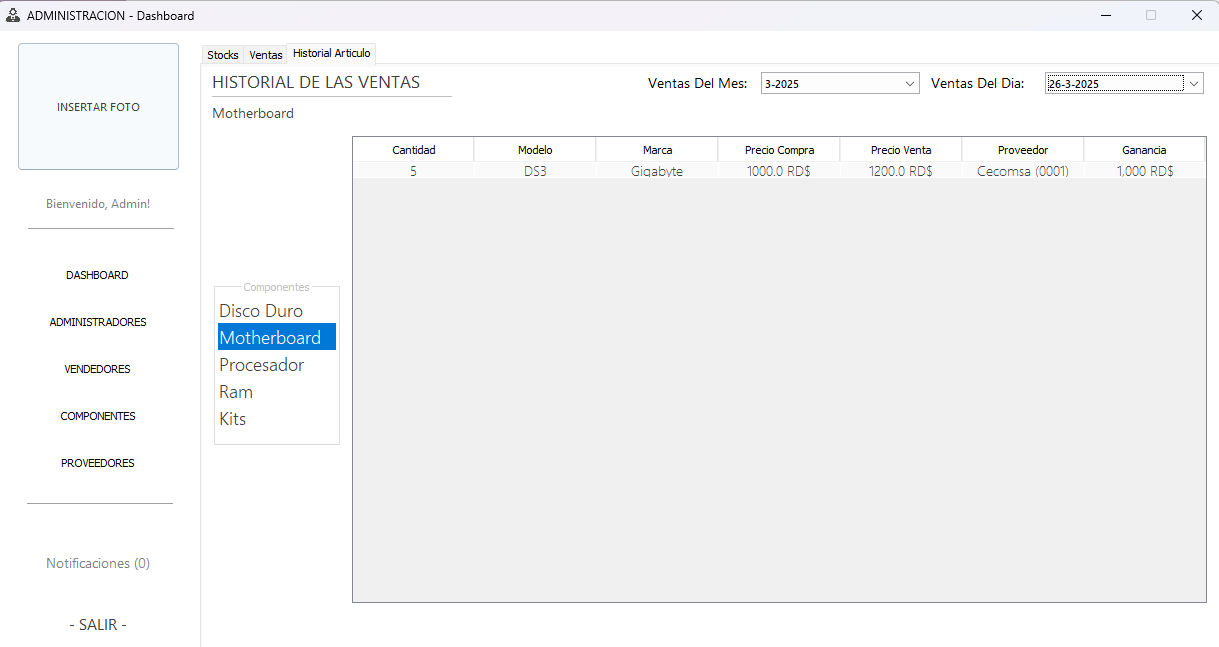 ADMINISTRACION - Dashboard
INSERTAR FOTO
Bienvenido, Admin!
DASHBOARD
ADMINISTRADORES
VENDEDORES
COMPONENTES
PROVEEDORES
Notificaciones (0)
- SALIR -
Stocks Ventas Historial Articulo
HISTORIAL DE LAS VENTAS
Ventas Del Mes: 3-2025 Ventas Del Dia: 26-3-2025
Motherboard
Componentes
Disco Duro
Motherboard
Procesador
Ram
Kits
Cantidad Modelo Marca Precio Compra Precio Venta Proveedor Ganancia
5 DS3 Gigabyte 1000.0 RD$ 1200.0 RD$ Cecomsa (0001) 1,000 RD$